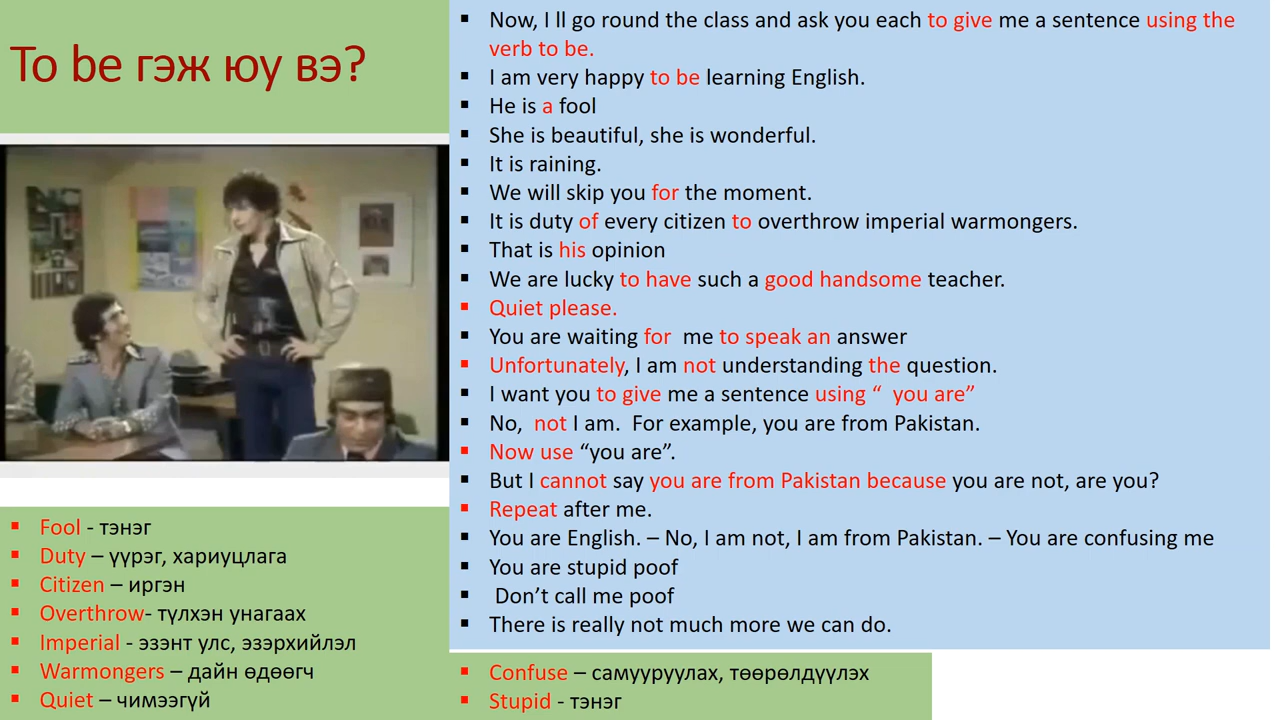 To be гэж юу вэ?
▪ Now, I ll go round the class and ask you each to give me a sentence using the
verb to be.
▪ I am very happy to be learning English.
▪ He is a fool
▪ She is beautiful, she is wonderful.
▪ It is raining.
▪ We will skip you for the moment.
▪ It is duty of every citizen to overthrow imperial warmongers.
▪ That is his opinion
▪ We are lucky to have such a good handsome teacher.
▪ Quiet please.
▪ You are waiting for  me to speak an answer
▪ Unfortunately, I am not understanding the question.
▪ I want you to give me a sentence using “  you are”
▪ No,  not I am.  For example, you are from Pakistan.
▪ Now use “you are”.
▪ But I cannot say you are from Pakistan because you are not, are you?
▪ Repeat after me.
▪ You are English. – No, I am not, I am from Pakistan. – You are confusing me
▪ You are stupid poof
▪ Don’t call me poof
▪ There is really not much more we can do.
▪ Fool - тэнэг
▪ Duty – үүрэг, хариуцлага
▪ Citizen – иргэн
▪ Overthrow- түлхэн унагаах
▪ Imperial - эзэнт улс, эзэрхийлэл
▪ Warmongers – дайн өдөөгч
▪ Quiet – чимээгүй
▪ Confuse – самууруулах, төөрөлдүүлэх
▪ Stupid - тэнэг